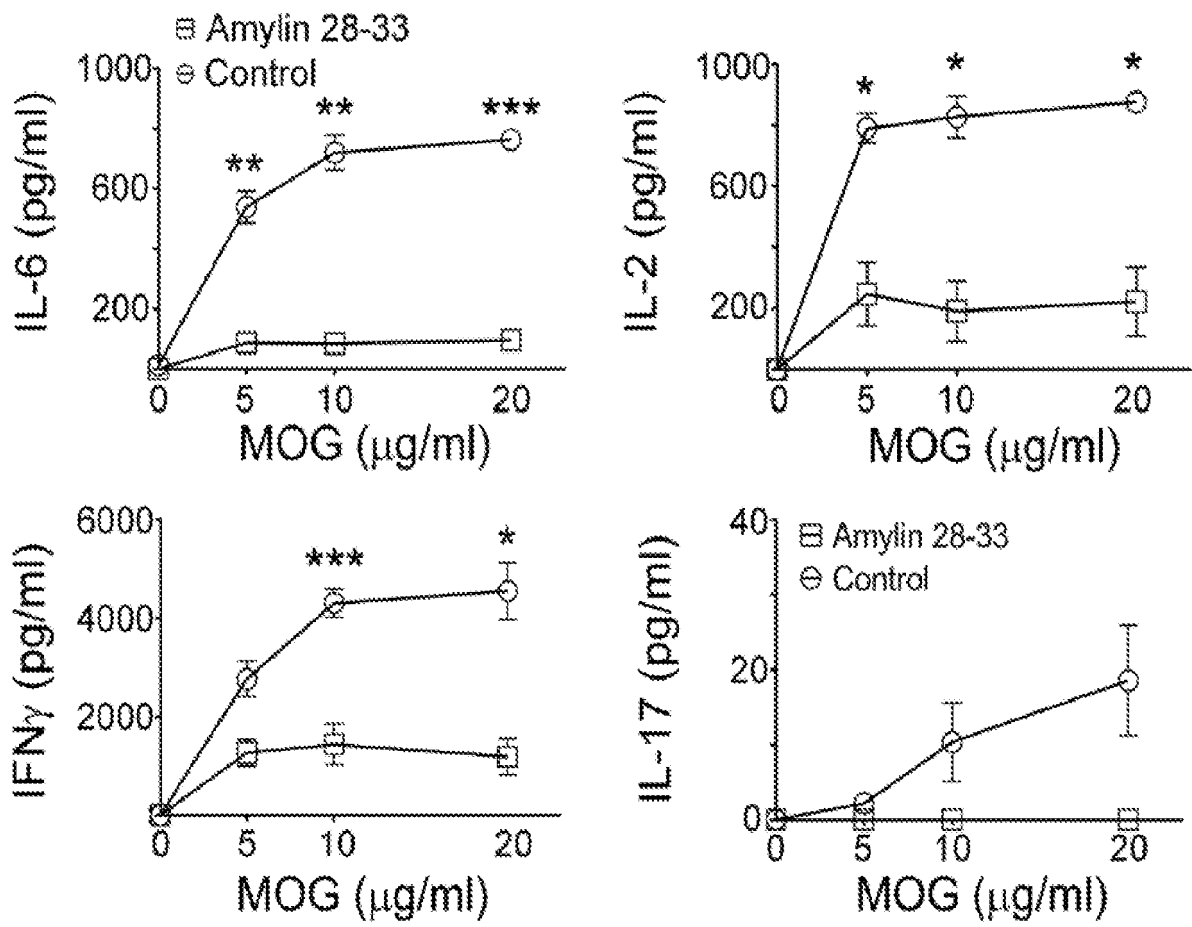 Amylin 28-33
Control
IL-6 (pg/ml)
1000
600
200
** ** ***
0 5 10 20
MOG (μg/ml)
IL-2 (pg/ml)
1000
600
200
* * *
0 5 10 20
MOG (μg/ml)
IFNγ (pg/ml)
6000
4000
2000
*** *
0 5 10 20
MOG (μg/ml)
IL-17 (pg/ml)
40
20
0
Amylin 28-33
Control
0 5 10 20
MOG (μg/ml)